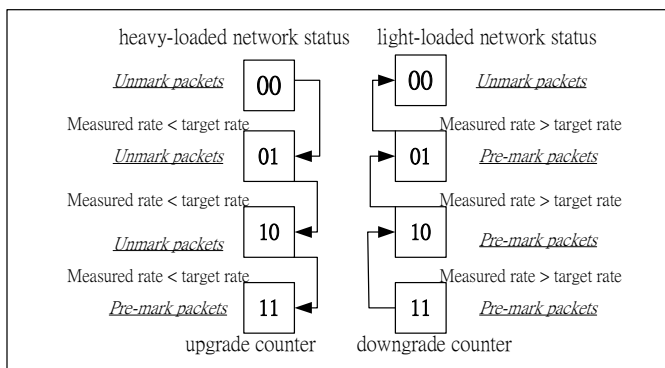 heavy-loaded network status light-loaded network status
Unmark packets 00 00 Unmark packets
Measured rate < target rate Measured rate > target rate
Unmark packets 01 01 Pre-mark packets
Measured rate < target rate Measured rate > target rate
Unmark packets 10 10 Pre-mark packets
Measured rate < target rate Measured rate > target rate
Pre-mark packets 11 11 Pre-mark packets
upgrade counter downgrade counter